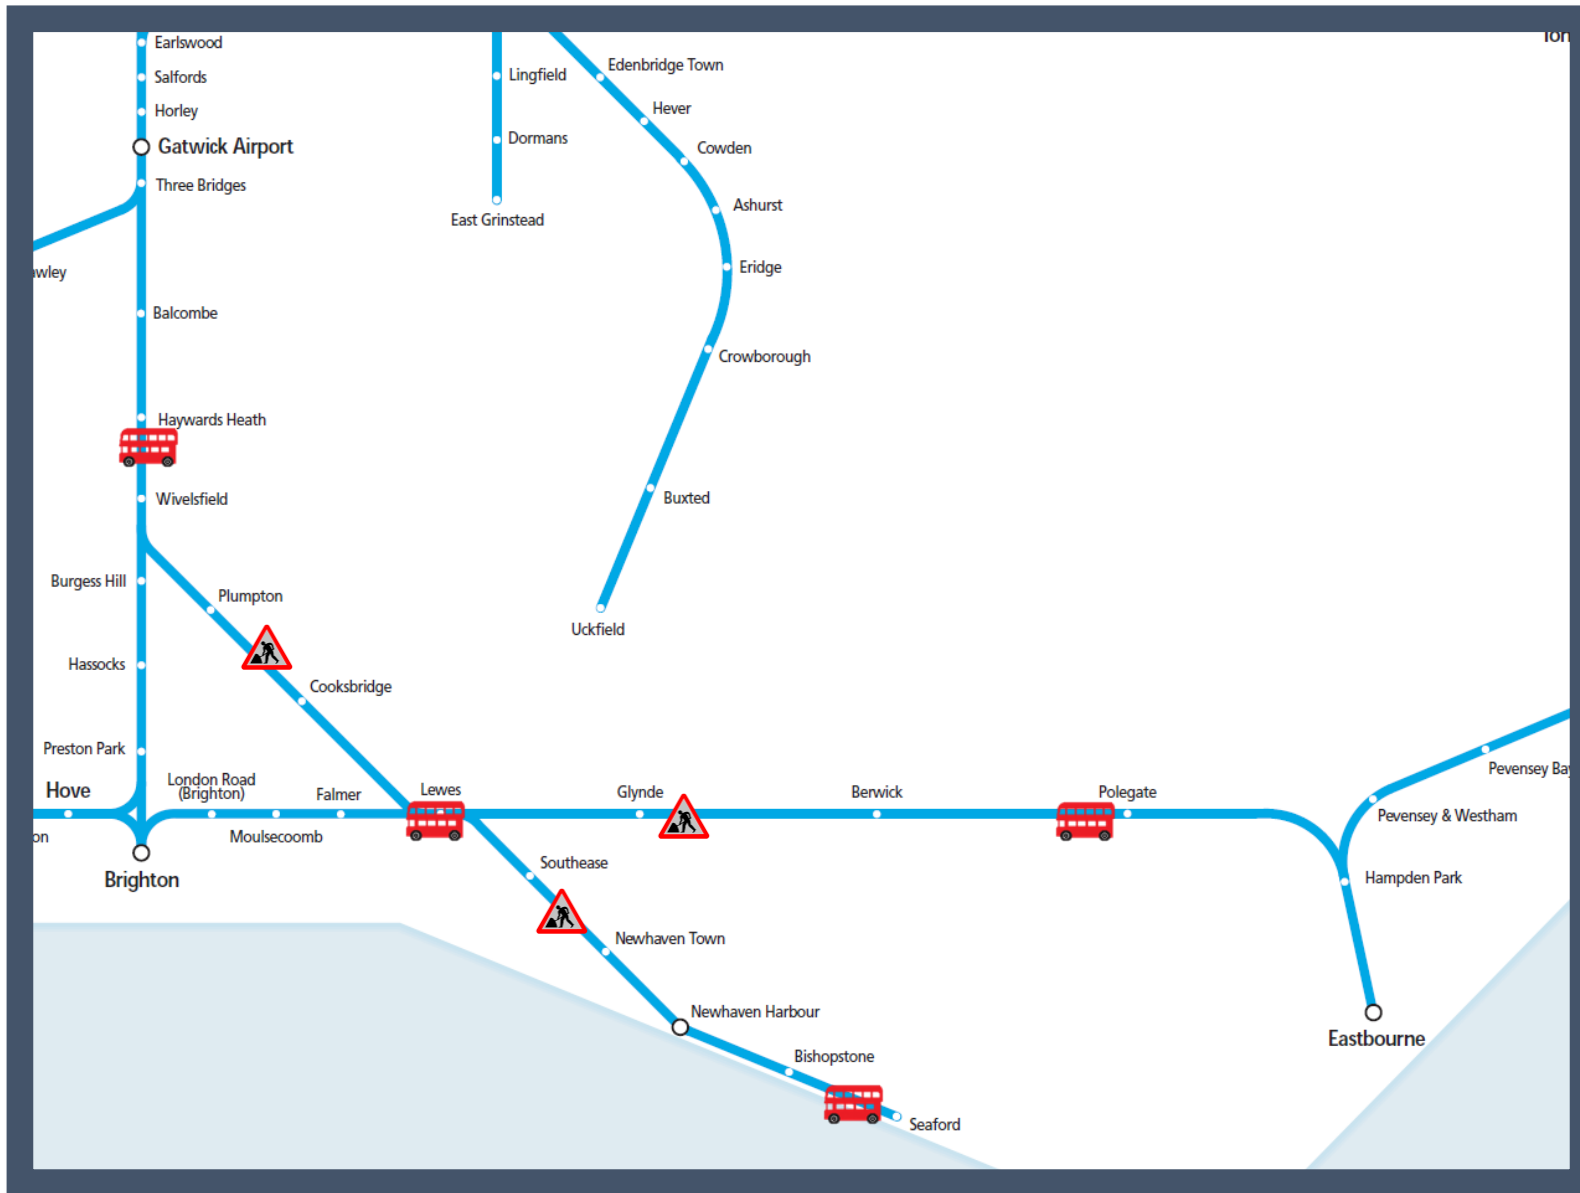 Earlswood
Salfords
Horley
Gatwick Airport
Three Bridges
Balcombe
Haywards Heath
Wivelsfield
Burgess Hill
Hassocks
Preston Park
Hove
Brighton
London Road
(Brighton)
Moulsecoomb
Falmer
Plumpton
Cooksbridge
Lewes
Lingfield
Dormans
East Grinstead
Edenbridge Town
Hever
Cowden
Ashurst
Eridge
Crowborough
Buxted
Uckfield
Glynde
Berwick
Polegate
Southease
Newhaven Town
Newhaven Harbour
Bishopstone
Seaford
Pevensey Bay
Pevensey & Westham
Hampden Park
Eastbourne